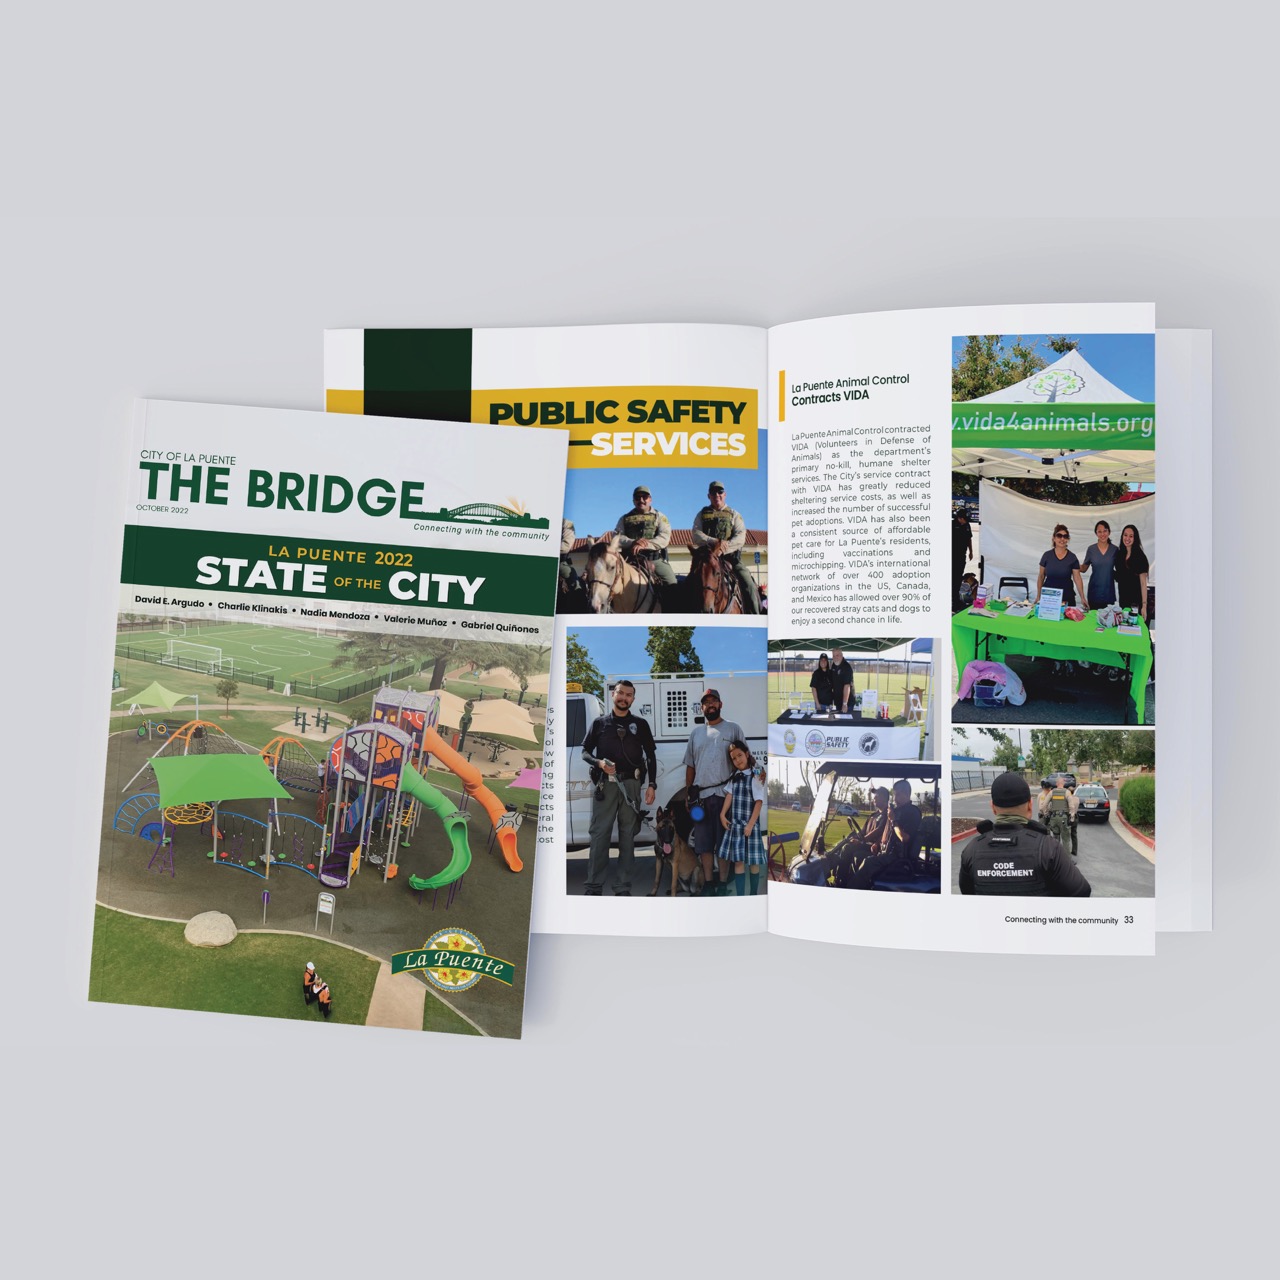 CITY OF LA PUENTE
THE BRIDGE
OCTOBER 2022
Connecting with the community
LA PUENTE 2022
STATE OF THE CITY
David E. Argudo • Charlie Klinakis • Nadia Mendoza • Valerie Muñoz • Gabriel Quiñones
La Puente
PUBLIC SAFETY
SERVICES
of
the
cost
La Puente Animal Control
Contracts VIDA
La Puente Animal Control contracted
VIDA (Volunteers in Defense of
Animals) as the department's
primary no-kill, humane shelter
services. The City's service contract
with VIDA has greatly reduced
sheltering service costs, as well as
increased the number of successful
pet adoptions. VIDA has also been
a consistent source of affordable
pet care for La Puente's residents,
including vaccinations and
microchipping. VIDA's international
network of over 400 adoption
organizations in the US, Canada,
and Mexico has allowed over 90% of
our recovered stray cats and dogs to
enjoy a second chance in life.
.vida4animals.org
PUBLIC
SAFETY
CODE
ENFORCEMENT
Connecting with the community 33